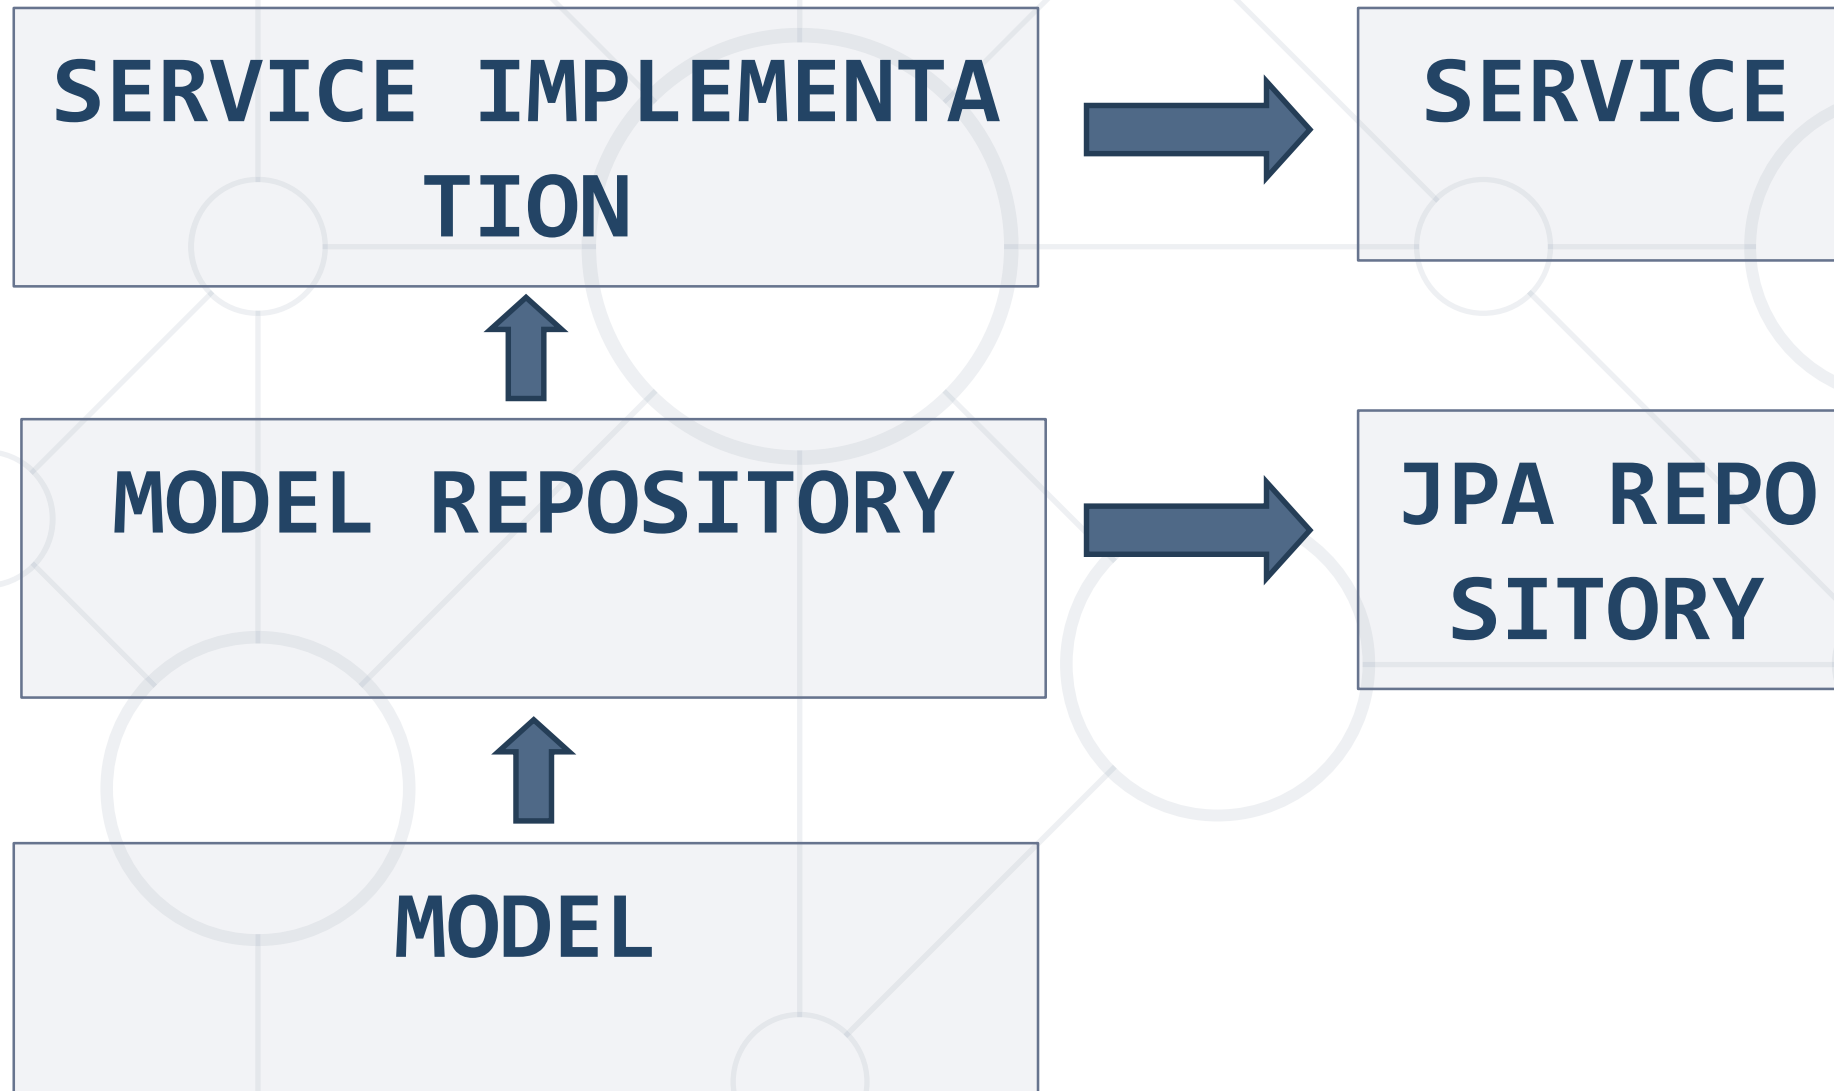 SERVICE IMPLEMENTA
TION
SERVICE
MODEL REPOSITORY
JPA REPO
SITORY
MODEL